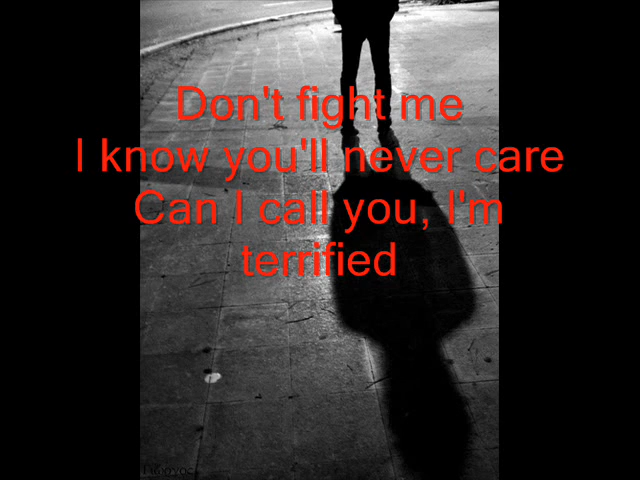 Don't fight me
I know you'll never care
Can I call you, I'm
terrified